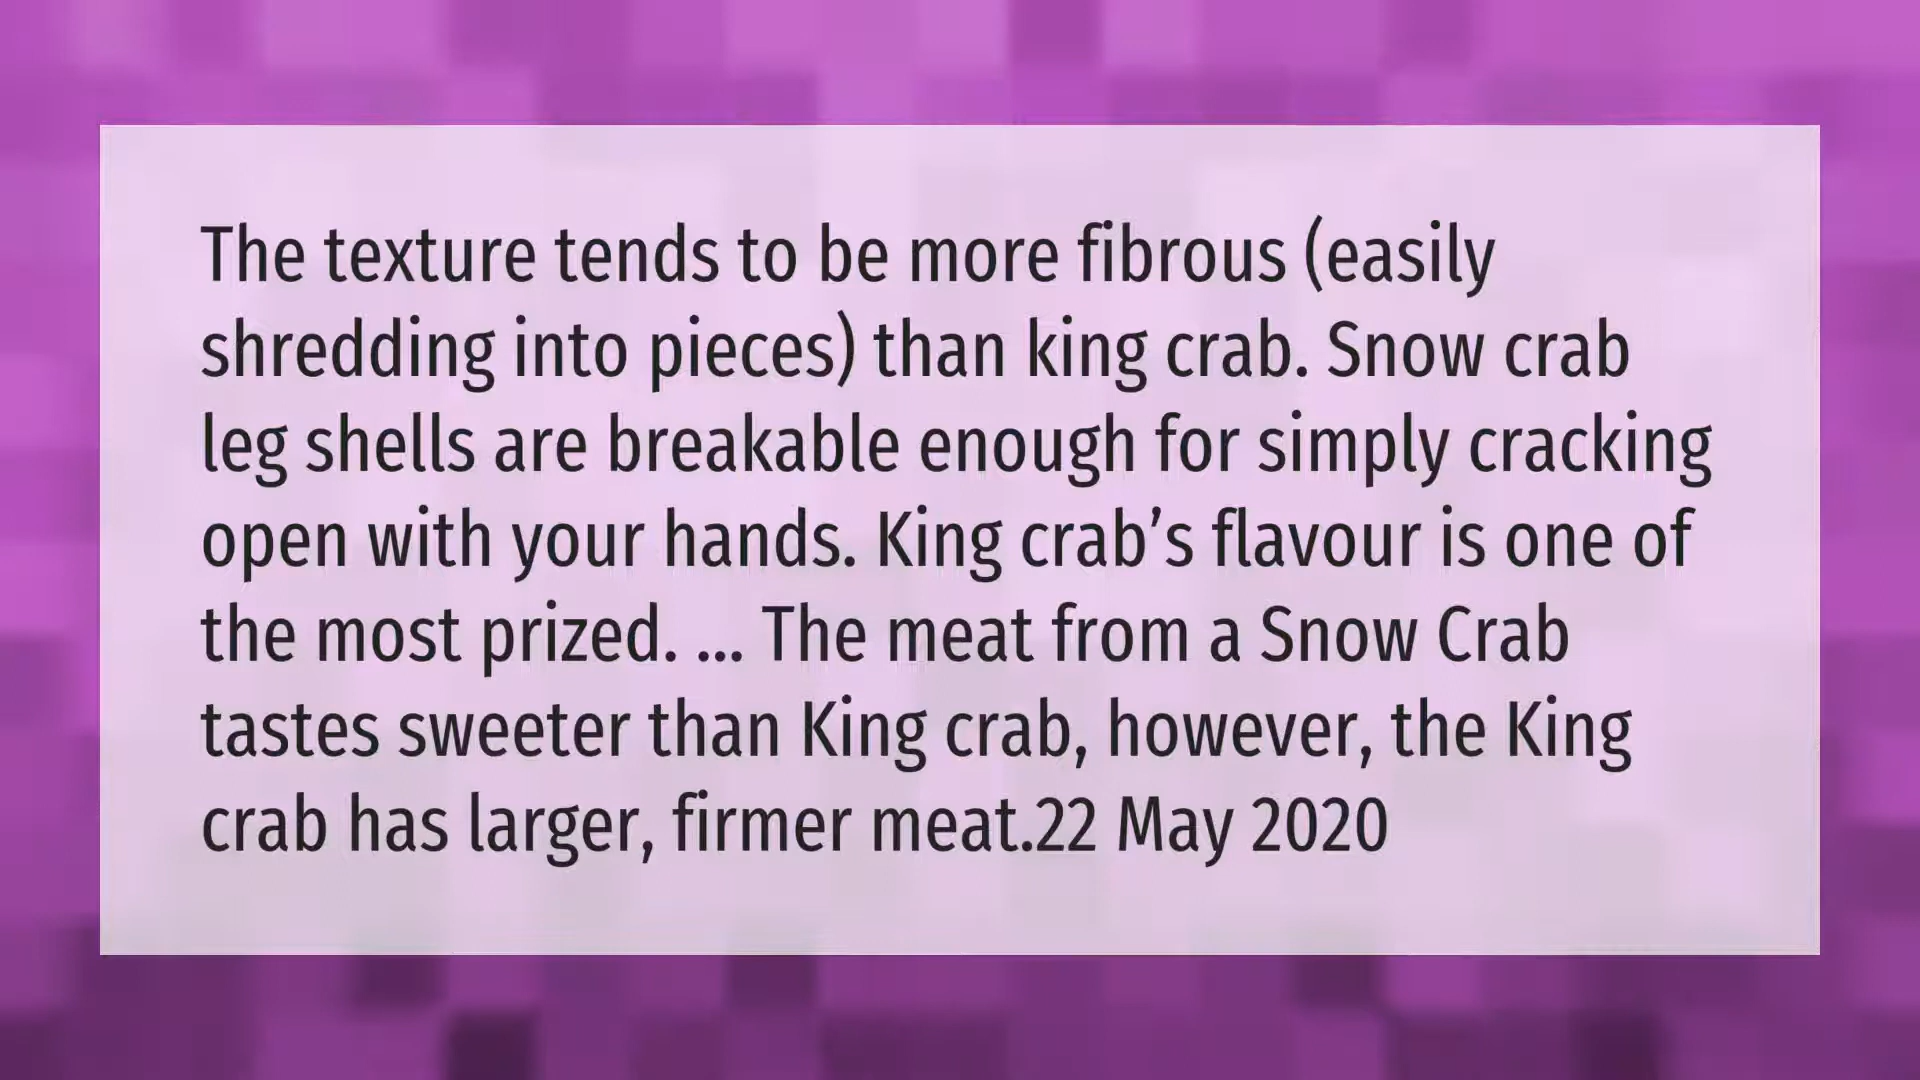 The texture tends to be more fibrous (easily
shredding into pieces) than king crab. Snow crab
leg shells are breakable enough for simply cracking
open with your hands. King crab’s flavour is one of
the most prized. ... The meat from a Snow Crab
tastes sweeter than King crab, however, the King
crab has larger, firmer meat.22 May 2020